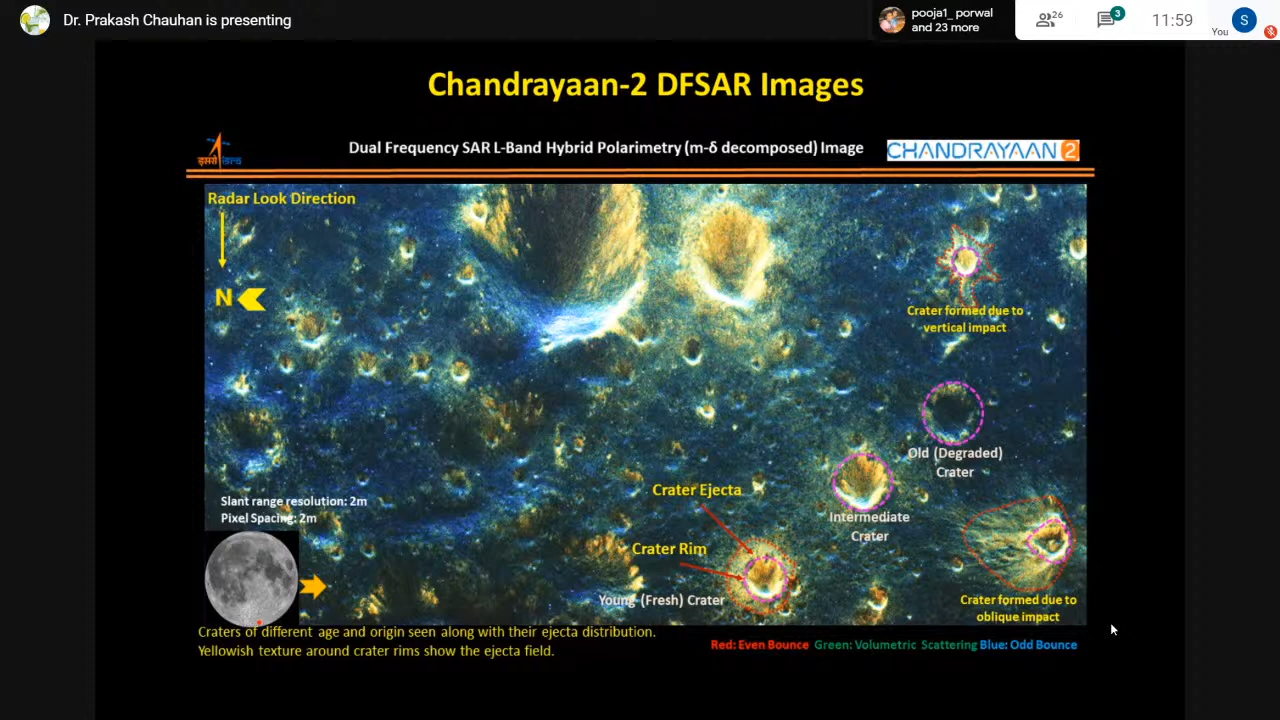 Dr. Prakash Chauhan is presenting
pooja1_ porwal
and 23 more
26
3
11:59
You
S
Chandrayaan-2 DFSAR Images
इसरो isro
Dual Frequency SAR L-Band Hybrid Polarimetry (m-δ decomposed) Image
CHANDRAYAAN 2
Radar Look Direction
N
Crater formed due to
vertical impact
Old (Degraded)
Crater
Crater Ejecta
Slant range resolution: 2m
Pixel Spacing: 2m
Intermediate
Crater
Crater Rim
Young (Fresh) Crater
Crater formed due to
oblique impact
Craters of different age and origin seen along with their ejecta distribution.
Yellowish texture around crater rims show the ejecta field.
Red: Even Bounce Green: Volumetric Scattering Blue: Odd Bounce